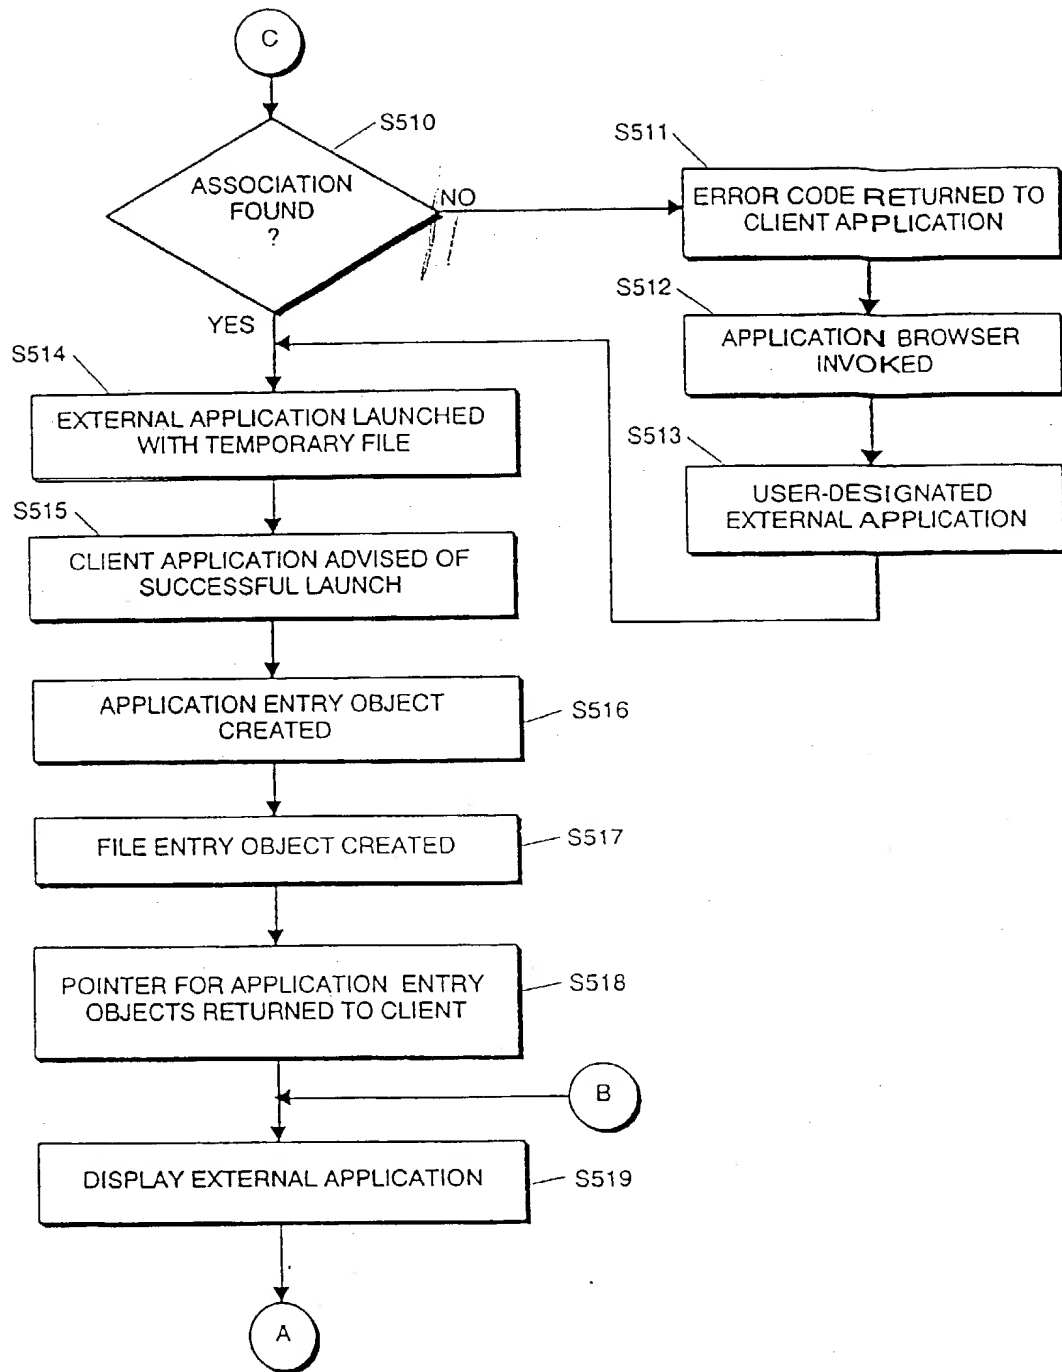 C
S510
ASSOCIATION
FOUND
?
NO
YES
S511
ERROR CODE RETURNED TO
CLIENT APPLICATION
S512
APPLICATION BROWSER
INVOKED
S513
USER-DESIGNATED
EXTERNAL APPLICATION
S514
EXTERNAL APPLICATION LAUNCHED
WITH TEMPORARY FILE
S515
CLIENT APPLICATION ADVISED OF
SUCCESSFUL LAUNCH
APPLICATION ENTRY OBJECT
CREATED
S516
FILE ENTRY OBJECT CREATED
S517
POINTER FOR APPLICATION ENTRY
OBJECTS RETURNED TO CLIENT
S518
B
DISPLAY EXTERNAL APPLICATION
S519
A